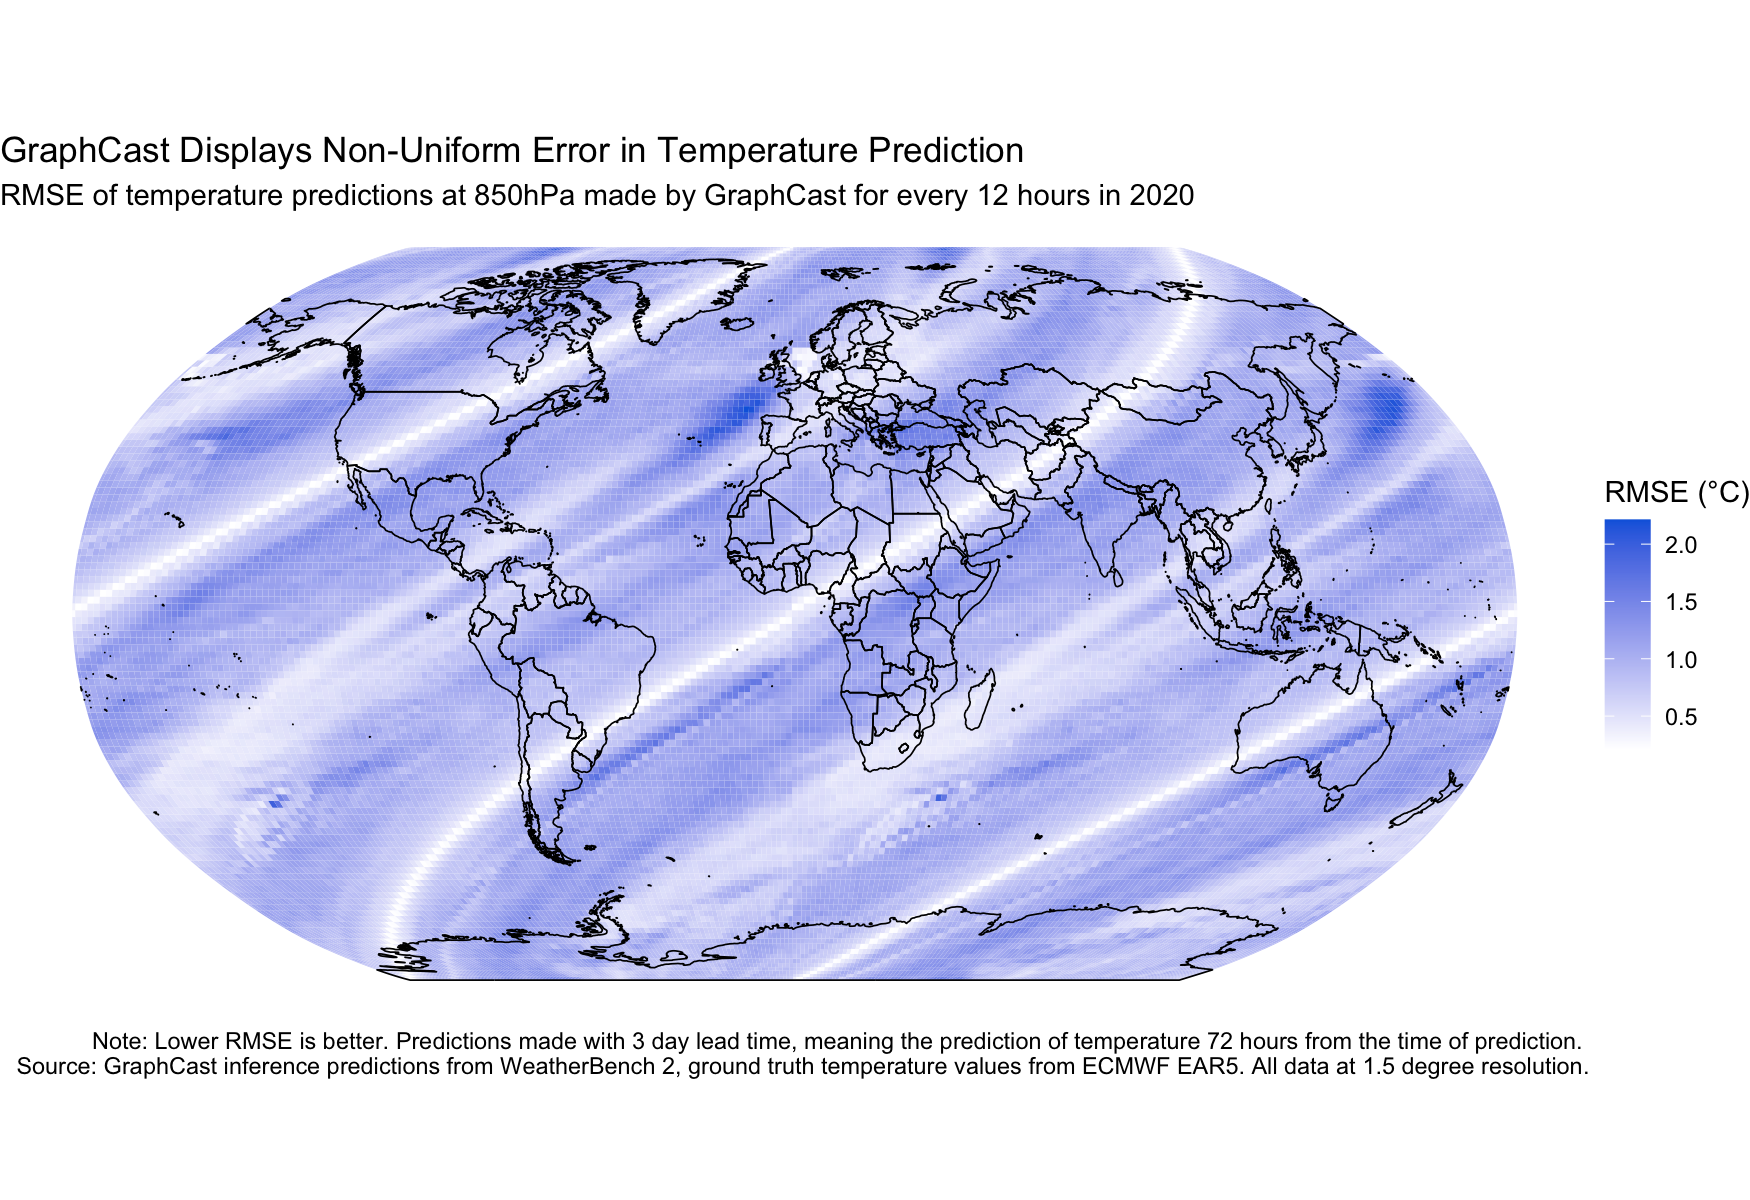 GraphCast Displays Non-Uniform Error in Temperature Prediction
RMSE of temperature predictions at 850hPa made by GraphCast for every 12 hours in 2020
RMSE (°C)
2.0
1.5
1.0
0.5
Note: Lower RMSE is better. Predictions made with 3 day lead time, meaning the prediction of temperature 72 hours from the time of prediction.
Source: GraphCast inference predictions from WeatherBench 2, ground truth temperature values from ECMWF EAR5. All data at 1.5 degree resolution.